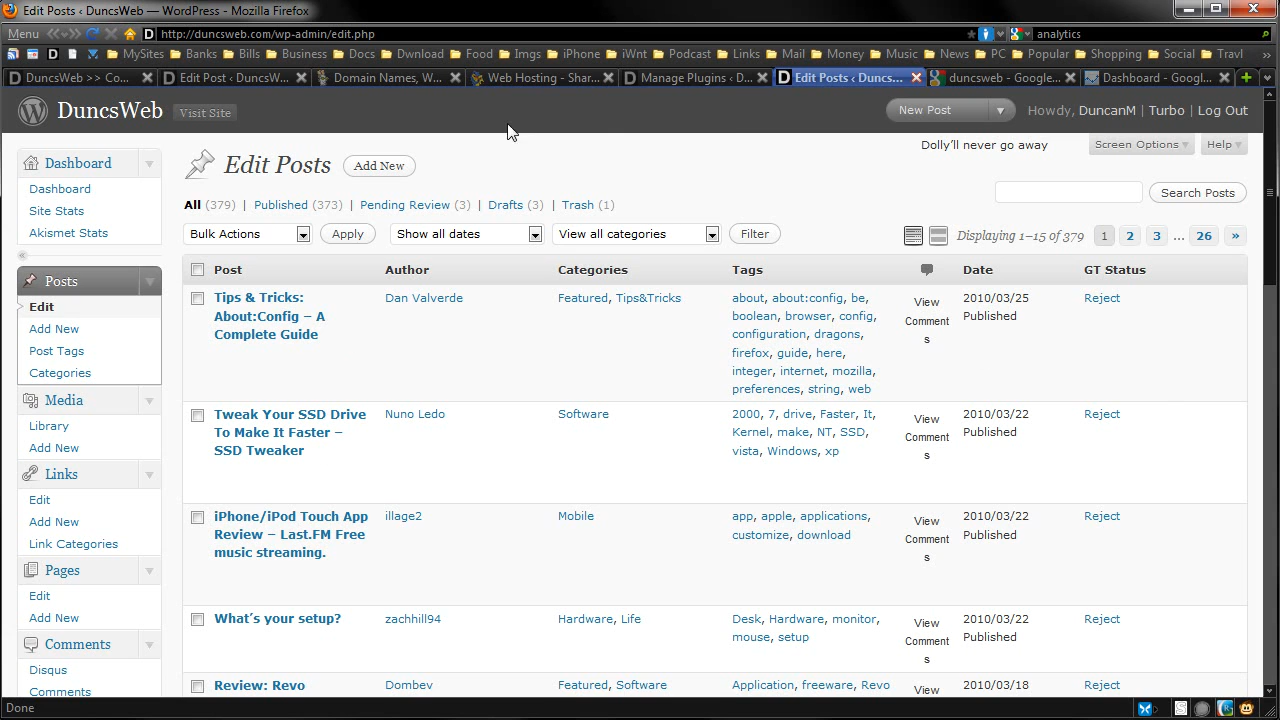 Edit Posts ‹ DuncsWeb — WordPress - Mozilla Firefox
Menu http://duncsweb.com/wp-admin/edit.php analytics
MySites Banks Bills Business Docs Dwnload Food Imgs iPhone iWnt Podcast Links Mail Money Music News PC Popular Shopping Social Travl
DuncsWeb >> Co... Edit Post ‹ DuncsW... Domain Names, W... Web Hosting - Shar... Manage Plugins ‹ D... Edit Posts ‹ Duncs... duncsweb - Google... Dashboard - Googl...
DuncsWeb Visit Site New Post Howdy, DuncanM | Turbo | Log Out
Dolly'll never go away Screen Options Help
Dashboard
Dashboard
Site Stats
Akismet Stats
Posts
Edit
Add New
Post Tags
Categories
Media
Library
Add New
Links
Edit
Add New
Link Categories
Pages
Edit
Add New
Comments
Disqus
Comments
Edit Posts Add New
Search Posts
All (379) | Published (373) | Pending Review (3) | Drafts (3) | Trash (1)
Bulk Actions Apply Show all dates View all categories Filter Displaying 1–15 of 379 1 2 3 ... 26 »
Post Author Categories Tags Date GT Status
Tips & Tricks: Dan Valverde Featured, Tips&Tricks about, about:config, be, View 2010/03/25 Reject
About:Config – A boolean, browser, config, Comment Published
Complete Guide configuration, dragons, s
firefox, guide, here,
integer, internet, mozilla,
preferences, string, web
Tweak Your SSD Drive Nuno Ledo Software 2000, 7, drive, Faster, It, View 2010/03/22 Reject
To Make It Faster – Kernel, make, NT, SSD, Comment Published
SSD Tweaker vista, Windows, xp s
iPhone/iPod Touch App illage2 Mobile app, apple, applications, View 2010/03/22 Reject
Review – Last.FM Free customize, download Comment Published
music streaming. s
What's your setup? zachhill94 Hardware, Life Desk, Hardware, monitor, View 2010/03/22 Reject
mouse, setup Comment Published
s
Review: Revo Dombev Featured, Software Application, freeware, Revo View 2010/03/18 Reject
Done